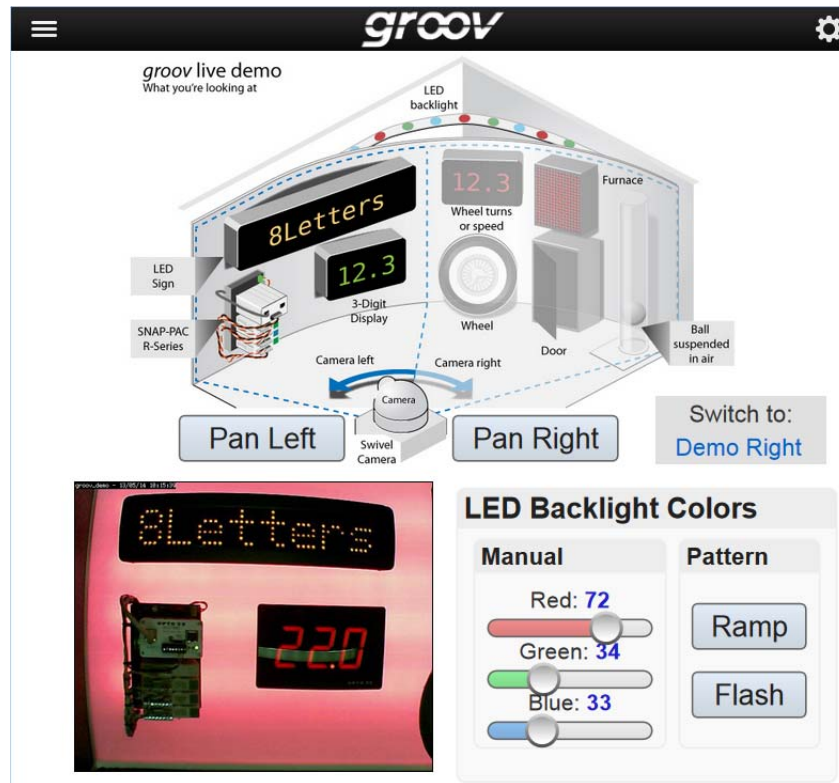 groov
groov live demo
What you're looking at
LED
backlight
12.3
Furnace
8Letters
Wheel turns
or speed
LED
Sign
12.3
3-Digit
Display
SNAP-PAC
R-Series
Wheel
Door
Ball
suspended
in air
Camera left
Camera right
Camera
Pan Left
Swivel
Camera
Pan Right
Switch to:
Demo Right
8Letters
22.0
LED Backlight Colors
Manual
Pattern
Red: 72
Ramp
Green: 34
Flash
Blue: 33